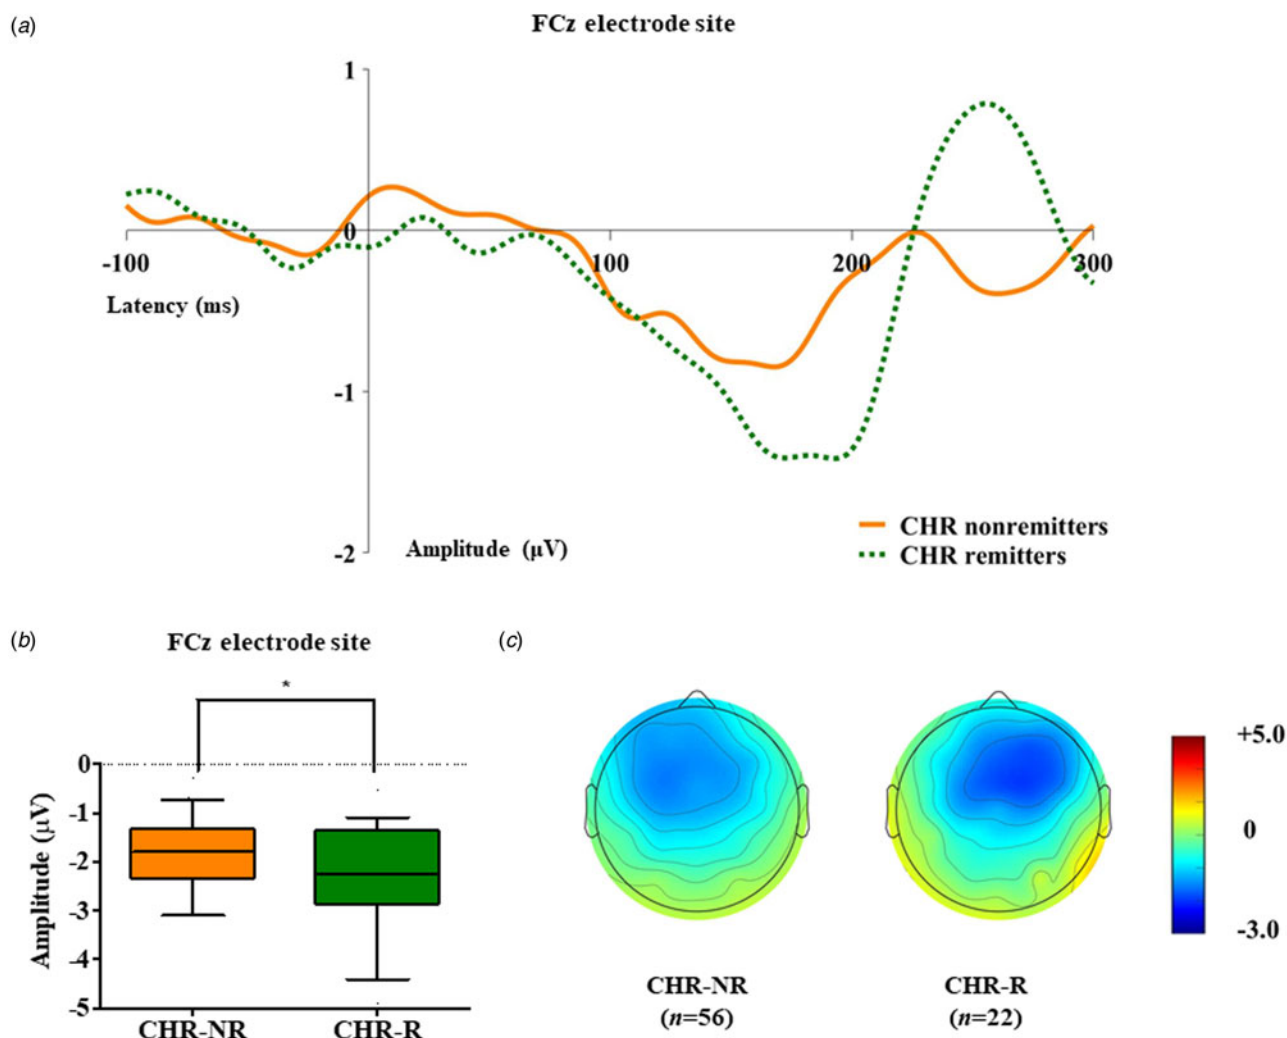 (a)
FCz electrode site
1
0
-100
100
200
300
Latency (ms)
-1
-2
Amplitude (μV)
CHR nonremitters
CHR remitters
(b)
FCz electrode site
*
0
-1
-2
-3
-4
-5
Amplitude (μV)
CHR-NR
CHR-R
(c)
+5.0
0
-3.0
CHR-NR
(n=56)
CHR-R
(n=22)